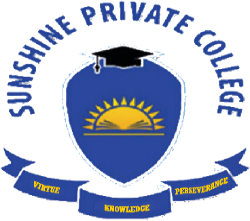 SUNSHINE PRIVATE COLLEGE
VIRTUE
KNOWLEDGE
PERSEVERANCE